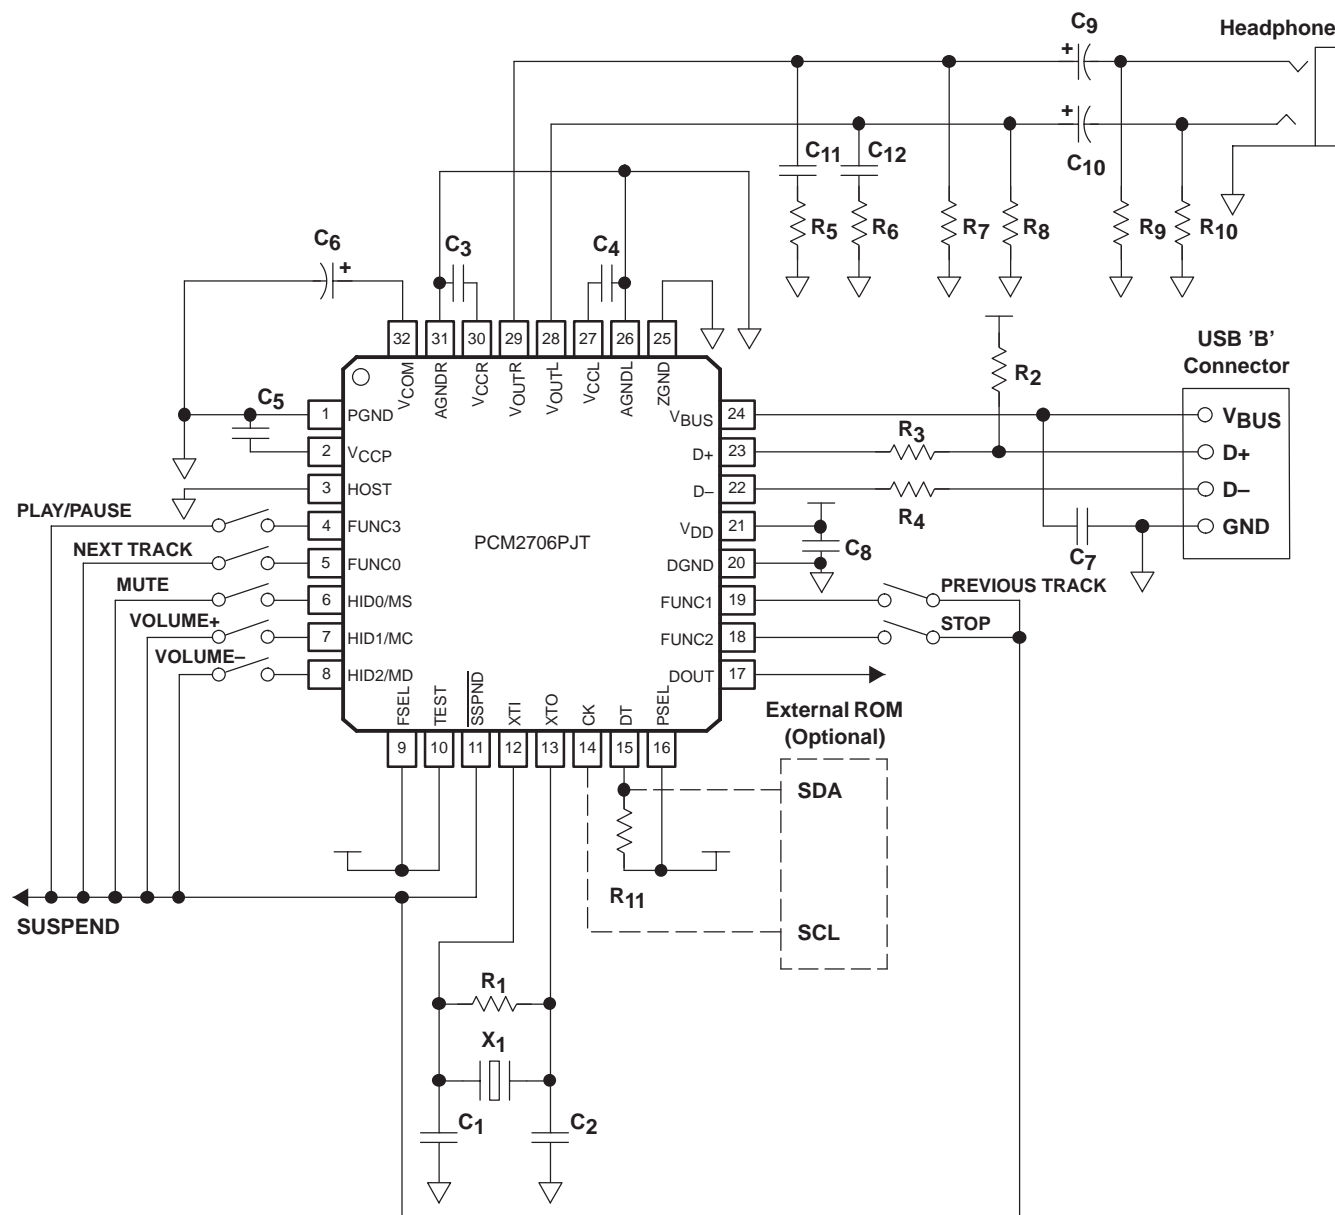 C9
Headphone
C10
C11
C12
R5
R6
R7
R8
R9
R10
C6
C3
C4
32
31
30
29
28
27
26
25
VCOM
AGNDR
VCCR
VOUTR
VOUTL
VCCL
AGNDL
ZGND
R2
USB 'B'
Connector
C5
1
PGND
2
VCCP
3
HOST
PLAY/PAUSE
4
FUNC3
NEXT TRACK
5
FUNC0
MUTE
6
HID0/MS
VOLUME+
7
HID1/MC
VOLUME–
8
HID2/MD
PCM2706PJT
VBUS
24
VBUS
D+
23
R3
D+
D–
22
R4
D–
VDD
21
GND
C8
C7
DGND
20
FUNC1
19
PREVIOUS TRACK
FUNC2
18
STOP
DOUT
17
FSEL
TEST
SSPND
XTI
XTO
CK
DT
PSEL
9
10
11
12
13
14
15
16
External ROM
(Optional)
SDA
SCL
R11
SUSPEND
R1
X1
C1
C2